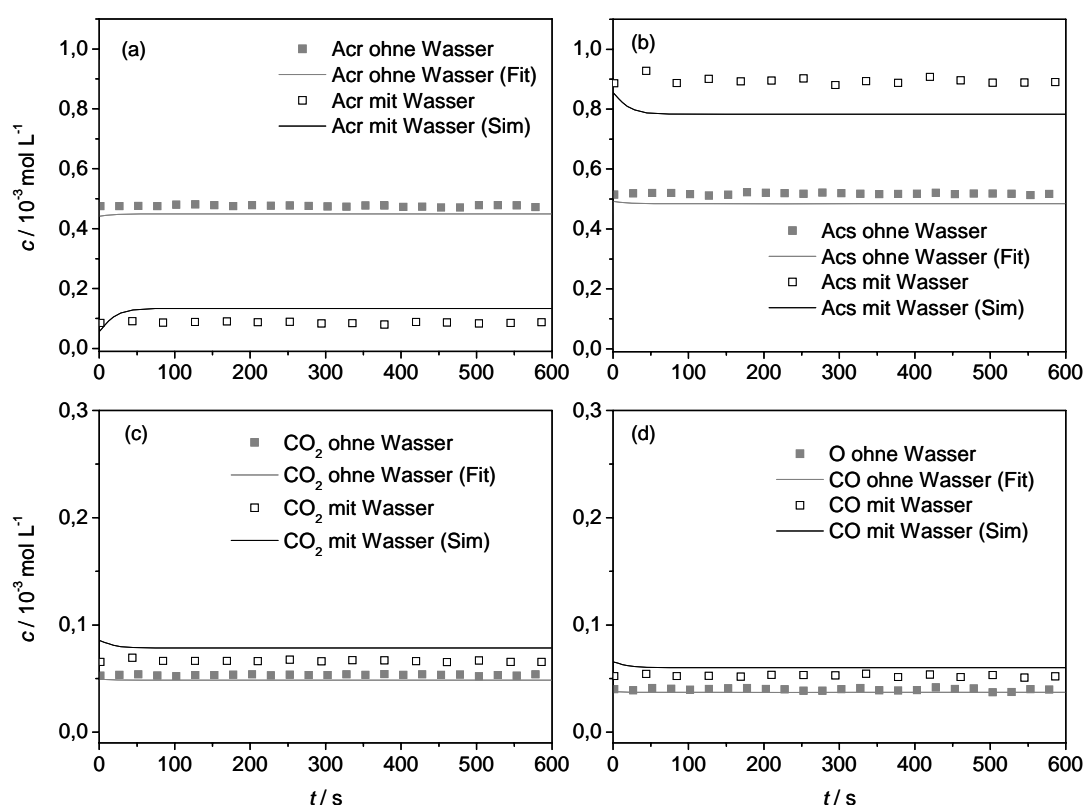 (a)
Acr ohne Wasser
Acr ohne Wasser (Fit)
Acr mit Wasser
Acr mit Wasser (Sim)
1,0
0,8
0,6
0,4
0,2
0,0
c / 10⁻³ mol L⁻¹
0 100 200 300 400 500 600
(b)
Acs ohne Wasser
Acs ohne Wasser (Fit)
Acs mit Wasser
Acs mit Wasser (Sim)
1,0
0,8
0,6
0,4
0,2
0,0
0 100 200 300 400 500 600
(c)
CO₂ ohne Wasser
CO₂ ohne Wasser (Fit)
CO₂ mit Wasser
CO₂ mit Wasser (Sim)
0,3
0,2
0,1
0,0
c / 10⁻³ mol L⁻¹
0 100 200 300 400 500 600
t / s
(d)
O ohne Wasser
CO ohne Wasser (Fit)
CO mit Wasser
CO mit Wasser (Sim)
0,3
0,2
0,1
0,0
0 100 200 300 400 500 600
t / s